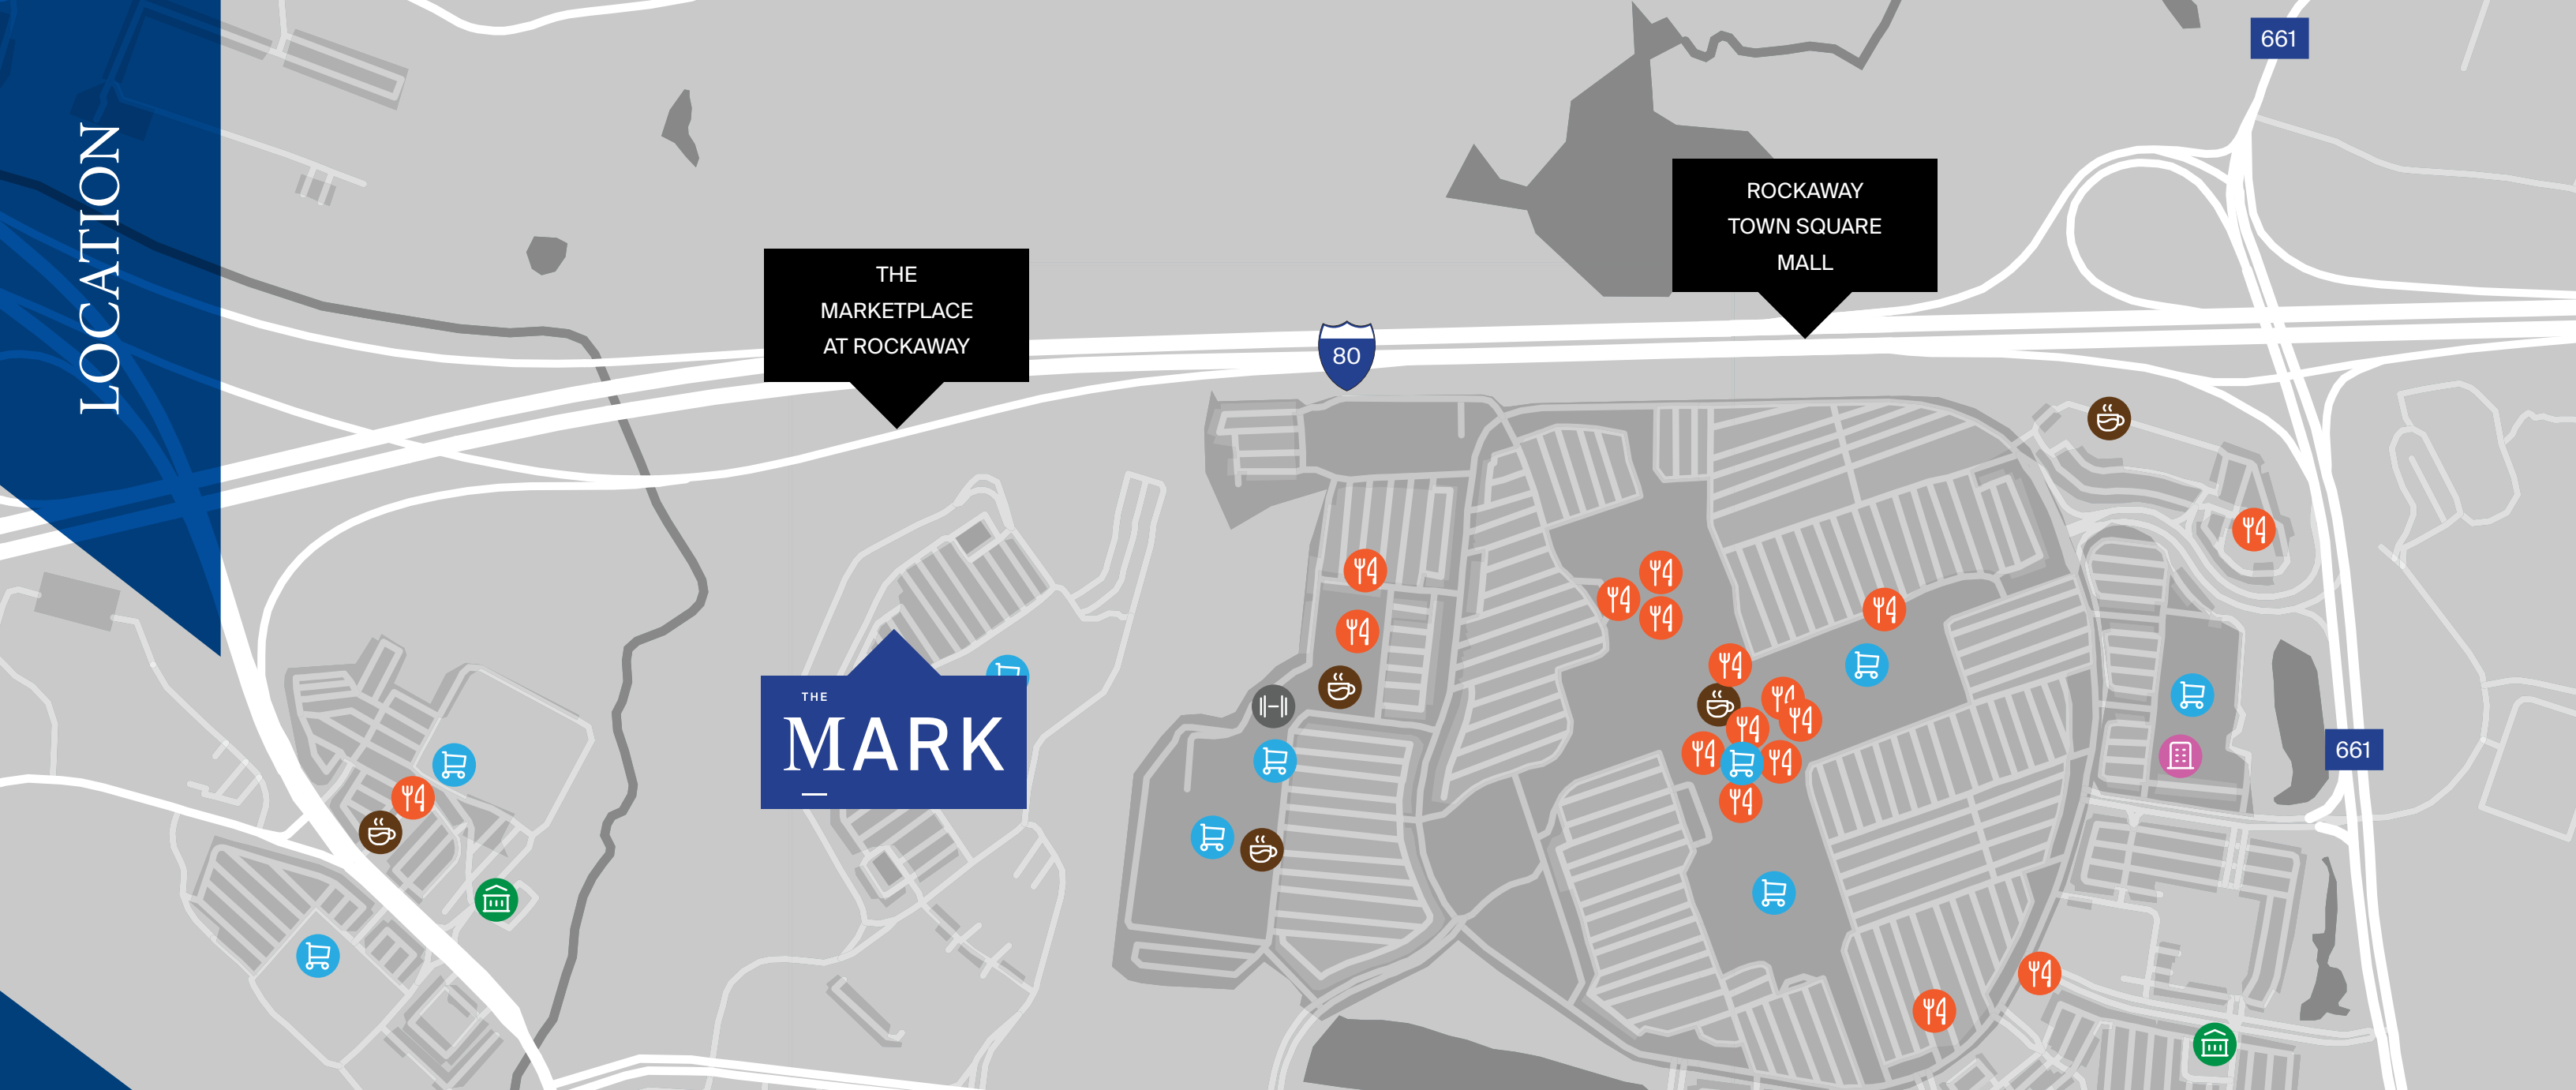 LOCATION
661
ROCKAWAY
TOWN SQUARE
MALL
THE
MARKETPLACE
AT ROCKAWAY
80
THE
MARK
661